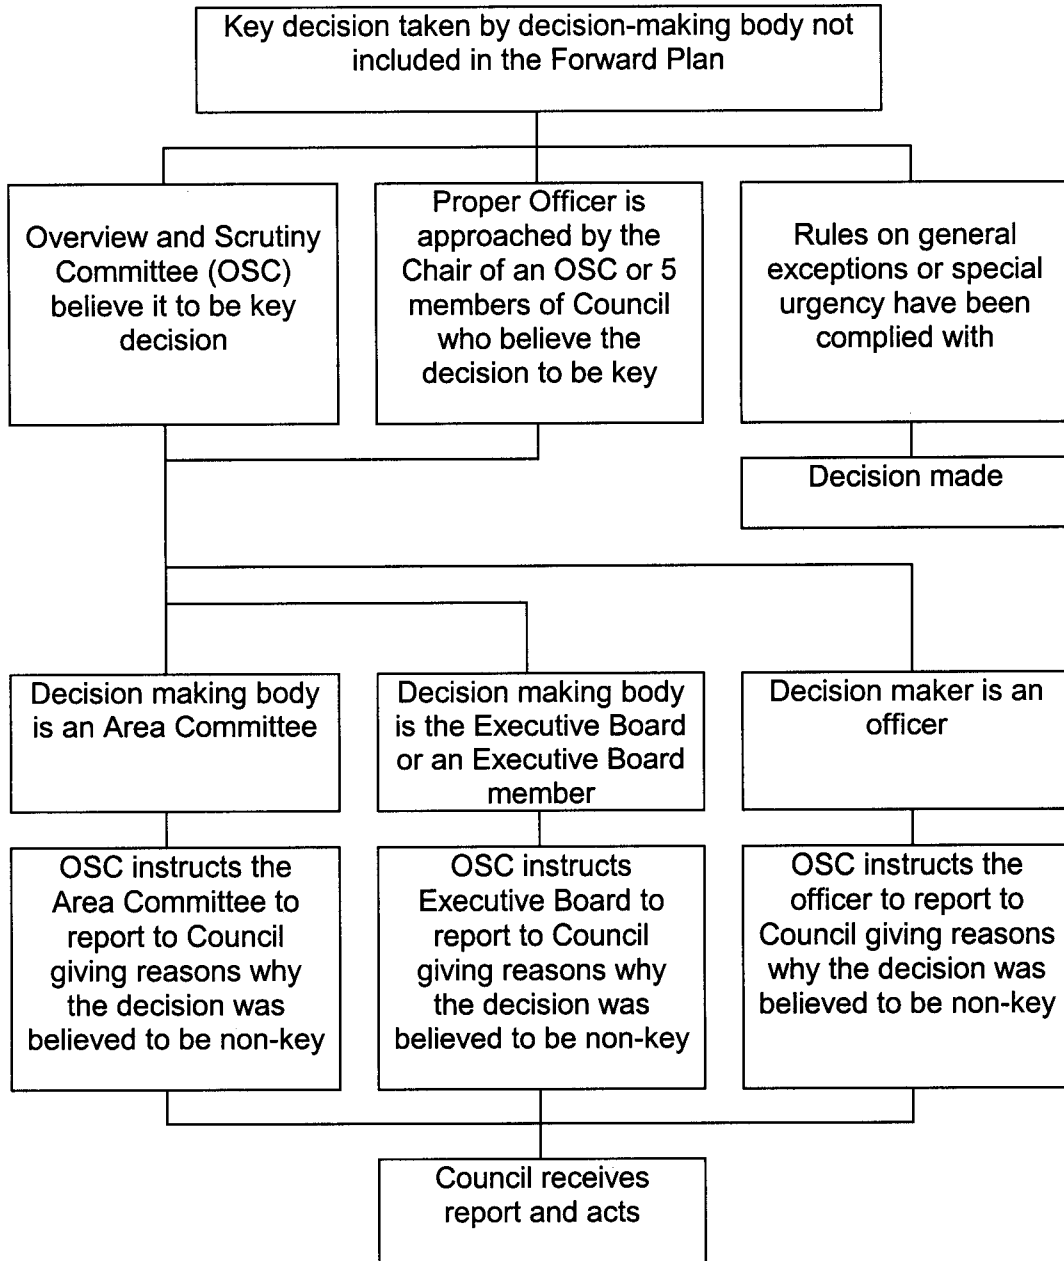 Key decision taken by decision-making body not
included in the Forward Plan
Overview and Scrutiny
Committee (OSC)
believe it to be key
decision
Proper Officer is
approached by the
Chair of an OSC or 5
members of Council
who believe the
decision to be key
Rules on general
exceptions or special
urgency have been
complied with
Decision made
Decision making body
is an Area Committee
Decision making body
is the Executive Board
or an Executive Board
member
Decision maker is an
officer
OSC instructs the
Area Committee to
report to Council
giving reasons why
the decision was
believed to be non-key
OSC instructs
Executive Board to
report to Council
giving reasons why
the decision was
believed to be non-key
OSC instructs the
officer to report to
Council giving reasons
why the decision was
believed to be non-key
Council receives
report and acts